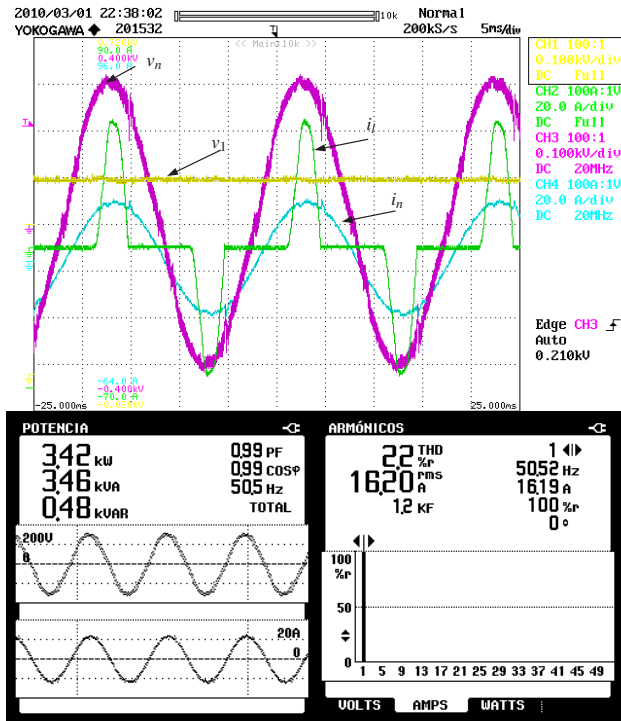 2010/03/01 22:38:02 10k Normal
YOKOGAWA ◆ 201532 200kS/s 5ms/div
<< Main:10k >>
90.0 A
0.400kV
96.0 A
vn
v1
il
in
T
CH1 100:1
0.100kV/div
DC Full
CH2 100A:1V
20.0 A/div
DC Full
CH3 100:1
0.100kV/div
DC 20MHz
CH4 100A:1V
20.0 A/div
DC 20MHz
Edge CH3
Auto
0.210kV
-64.0 A
-0.400kV
-70.0 A
-25.000ms 25.000ms
POTENCIA
3,42 kW 0,99 PF
3,46 kVA 0,99 COSφ
0,48 kVAR 50,5 Hz
TOTAL
200V
0
20A
0
ARMÓNICOS
2,2 THD %r 1
16,20 rms A 50,52 Hz
1,2 KF 16,19 A
100 %r
0°
100
%r
50
0
1 5 9 13 17 21 25 29 33 37 41 45 49
VOLTS AMPS WATTS